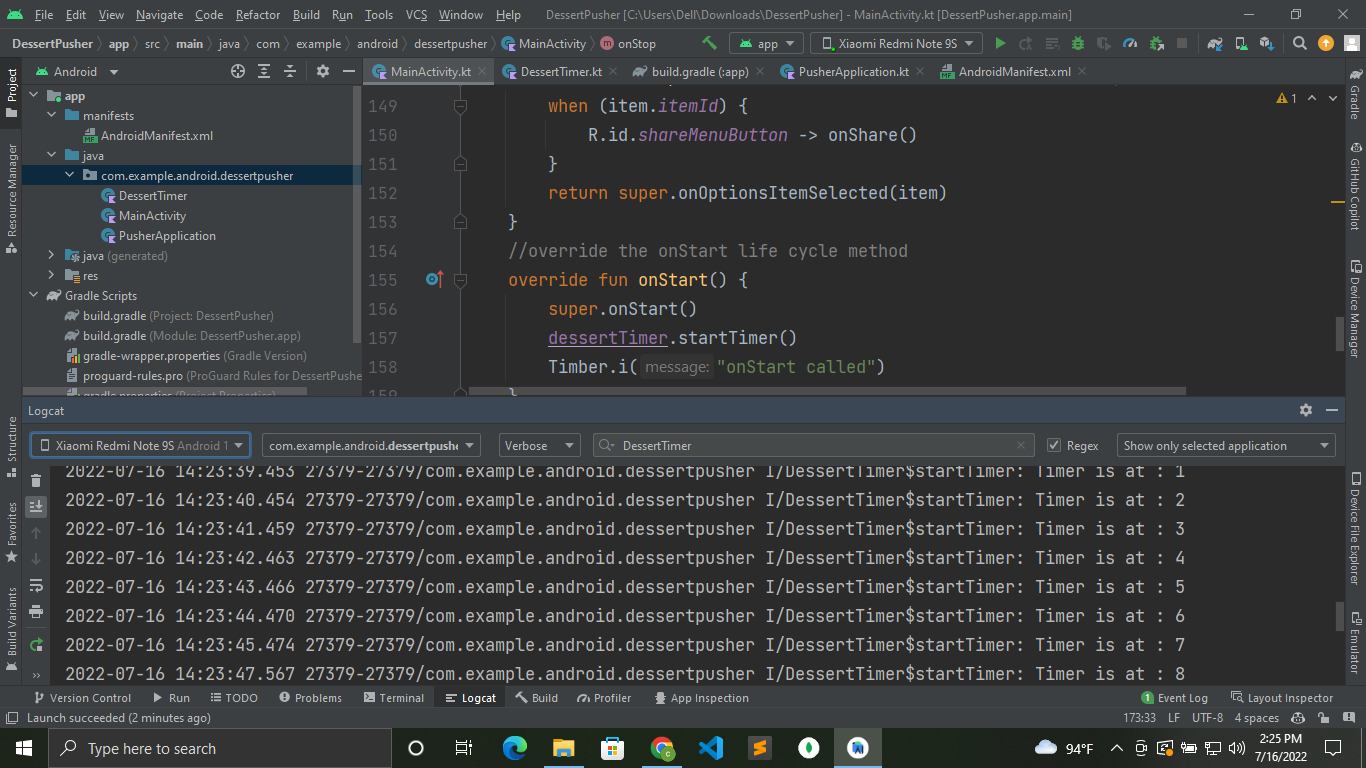 File Edit View Navigate Code Refactor Build Run Tools VCS Window Help DessertPusher [C:\Users\Dell\Downloads\DessertPusher] - MainActivity.kt [DessertPusher.app.main]
DessertPusher app src main java com example android dessertpusher MainActivity onStop app Xiaomi Redmi Note 9S
Android
MainActivity.kt DessertTimer.kt build.gradle (:app) PusherApplication.kt AndroidManifest.xml
Project
Resource Manager
Structure
Favorites
Build Variants
app
manifests
AndroidManifest.xml
java
com.example.android.dessertpusher
DessertTimer
MainActivity
PusherApplication
java (generated)
res
Gradle Scripts
build.gradle (Project: DessertPusher)
build.gradle (Module: DessertPusher.app)
gradle-wrapper.properties (Gradle Version)
proguard-rules.pro (ProGuard Rules for DessertPushe
gradle.properties (Project Properties)
1
149 when (item.itemId) {
150 R.id.shareMenuButton -> onShare()
151 }
152 return super.onOptionsItemSelected(item)
153 }
154 //override the onStart life cycle method
155 override fun onStart() {
156 super.onStart()
157 dessertTimer.startTimer()
158 Timber.i( message: "onStart called")
159 }
Gradle
GitHub Copilot
Device Manager
Device File Explorer
Emulator
Logcat
Xiaomi Redmi Note 9S Android 1 com.example.android.dessertpushe Verbose DessertTimer Regex Show only selected application
2022-07-16 14:23:39.453 27379-27379/com.example.android.dessertpusher I/DessertTimer$startTimer: Timer is at : 1
2022-07-16 14:23:40.454 27379-27379/com.example.android.dessertpusher I/DessertTimer$startTimer: Timer is at : 2
2022-07-16 14:23:41.459 27379-27379/com.example.android.dessertpusher I/DessertTimer$startTimer: Timer is at : 3
2022-07-16 14:23:42.463 27379-27379/com.example.android.dessertpusher I/DessertTimer$startTimer: Timer is at : 4
2022-07-16 14:23:43.466 27379-27379/com.example.android.dessertpusher I/DessertTimer$startTimer: Timer is at : 5
2022-07-16 14:23:44.470 27379-27379/com.example.android.dessertpusher I/DessertTimer$startTimer: Timer is at : 6
2022-07-16 14:23:45.474 27379-27379/com.example.android.dessertpusher I/DessertTimer$startTimer: Timer is at : 7
2022-07-16 14:23:47.567 27379-27379/com.example.android.dessertpusher I/DessertTimer$startTimer: Timer is at : 8
Version Control Run TODO Problems Terminal Logcat Build Profiler App Inspection 1 Event Log Layout Inspector
Launch succeeded (2 minutes ago) 173:33 LF UTF-8 4 spaces
Type here to search 94°F 2:25 PM
7/16/2022